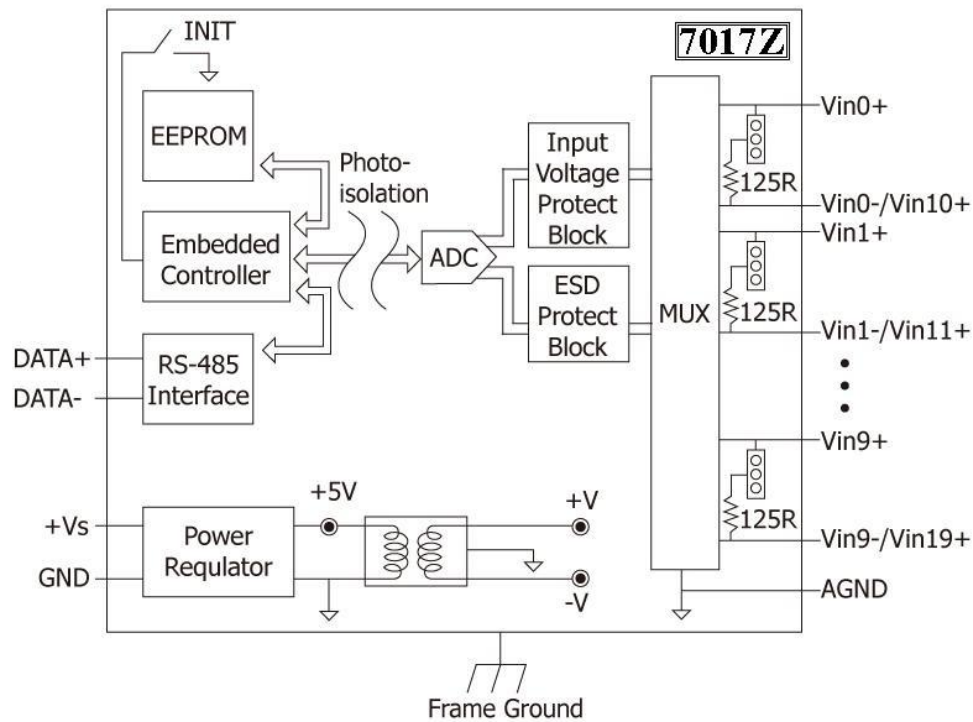 INIT
7017Z
EEPROM
Photo-
isolation
Input
Voltage
Protect
Block
Vin0+
125R
Vin0-/Vin10+
Vin1+
Embedded
Controller
ADC
ESD
Protect
Block
MUX
125R
Vin1-/Vin11+
DATA+
DATA-
RS-485
Interface
Vin9+
125R
Vin9-/Vin19+
+Vs
GND
Power
Requlator
+5V
+V
-V
AGND
Frame Ground